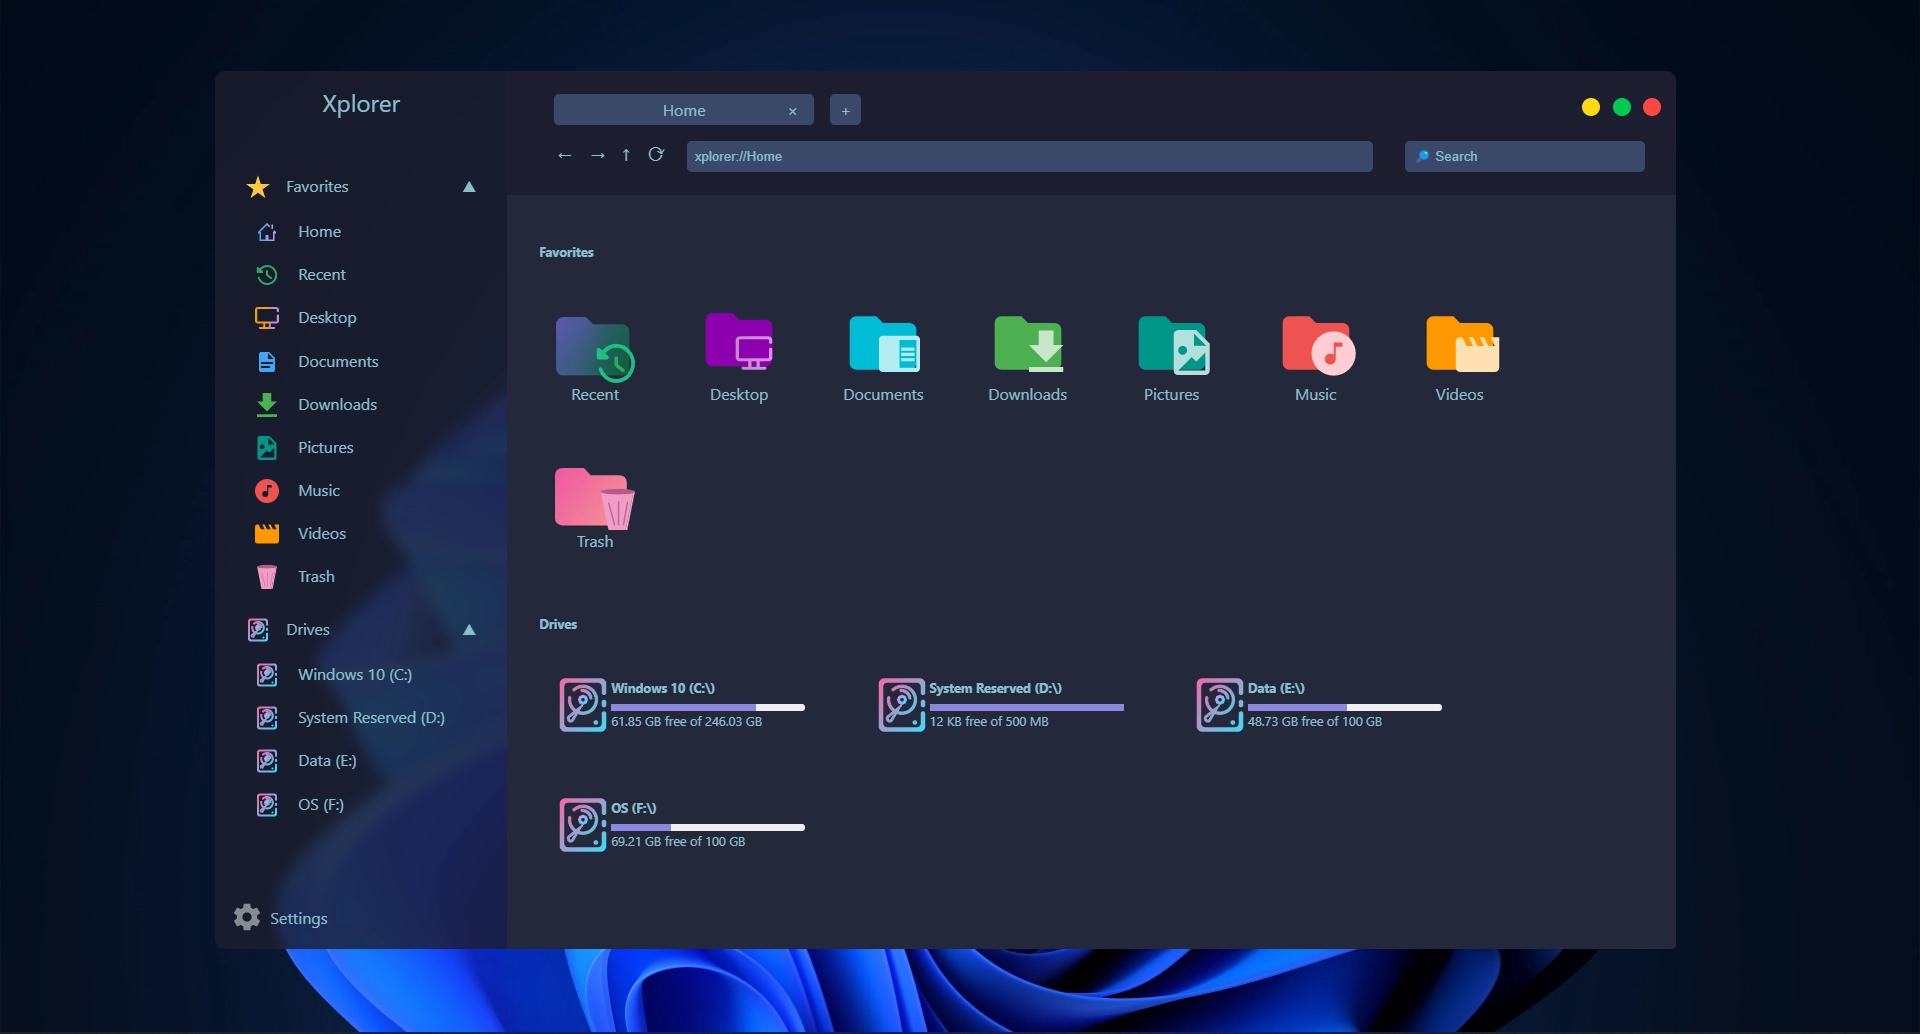 Xplorer
Home ×
+
← → ↑
xplorer://Home
Search
Favorites
Home
Recent
Desktop
Documents
Downloads
Pictures
Music
Videos
Trash
Drives
Windows 10 (C:)
System Reserved (D:)
Data (E:)
OS (F:)
Settings
Favorites
Recent
Desktop
Documents
Downloads
Pictures
Music
Videos
Trash
Drives
Windows 10 (C:\)
61.85 GB free of 246.03 GB
System Reserved (D:\)
12 KB free of 500 MB
Data (E:\)
48.73 GB free of 100 GB
OS (F:\)
69.21 GB free of 100 GB